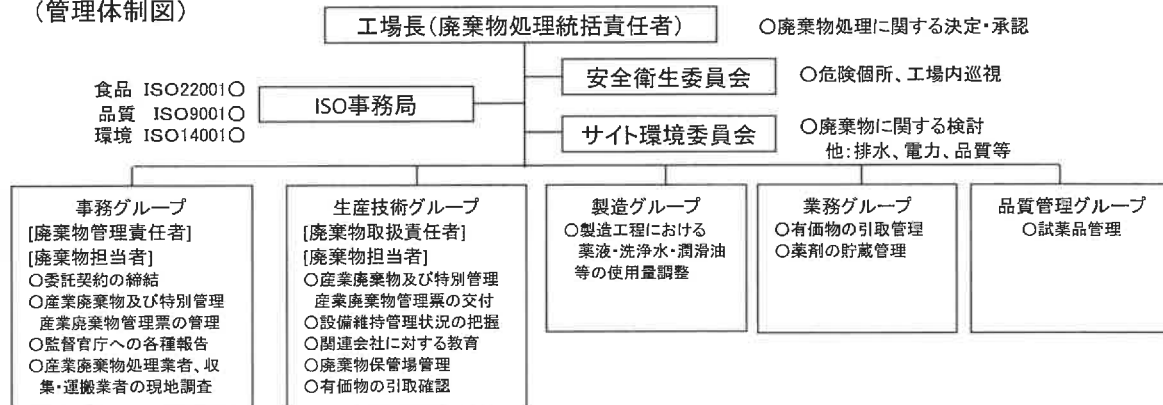 （管理体制図）
工場長（廃棄物処理統括責任者）
○廃棄物処理に関する決定・承認
安全衛生委員会
○危険個所、工場内巡視
食品 ISO22001○
品質 ISO9001○
環境 ISO14001○
ISO事務局
サイト環境委員会
○廃棄物に関する検討
他：排水、電力、品質等
事務グループ
[廃棄物管理責任者]
[廃棄物担当者]
○委託契約の締結
○産業廃棄物及び特別管理
産業廃棄物管理票の管理
○監督官庁への各種報告
○産業廃棄物処理業者、収
集・運搬業者の現地調査
生産技術グループ
[廃棄物取扱責任者]
[廃棄物担当者]
○産業廃棄物及び特別管理
産業廃棄物管理票の交付
○設備維持管理状況の把握
○関連会社に対する教育
○廃棄物保管場管理
○有価物の引取確認
製造グループ
○製造工程における
薬液・洗浄水・潤滑油
等の使用量調整
業務グループ
○有価物の引取管理
○薬剤の貯蔵管理
品質管理グループ
○試薬品管理